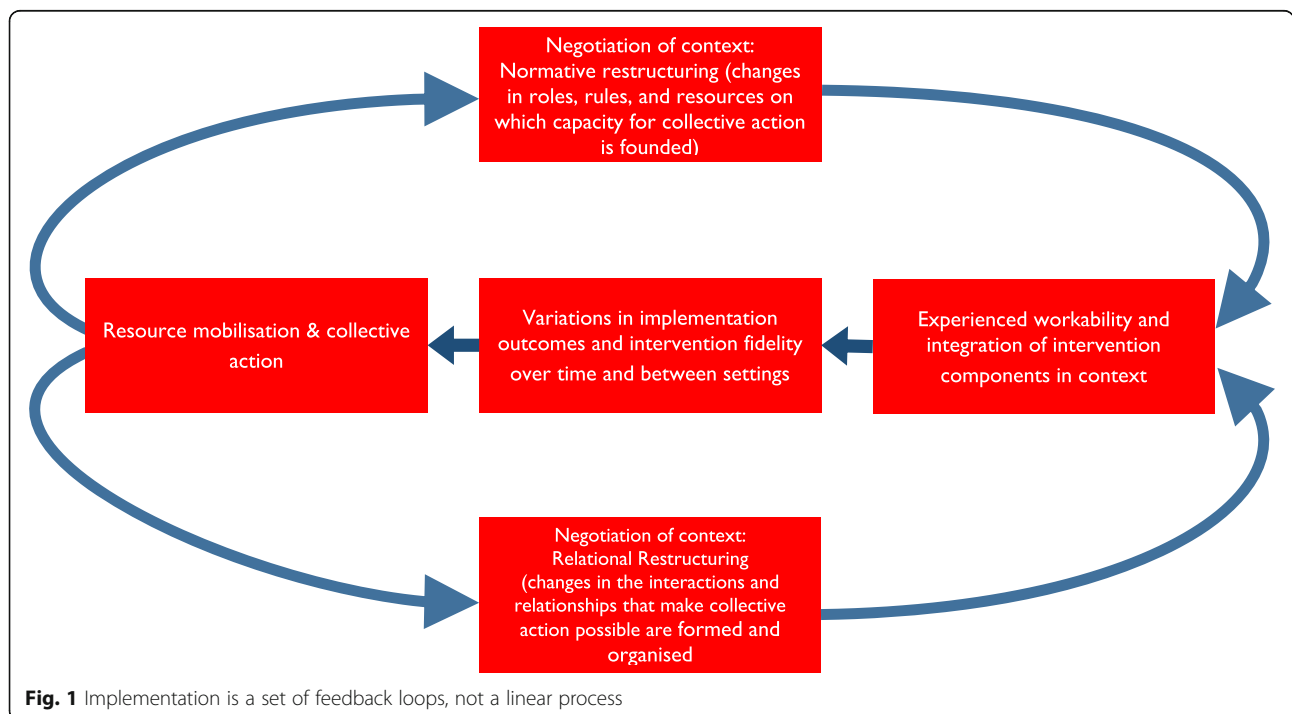 Negotiation of context:
Normative restructuring (changes
in roles, rules, and resources on
which capacity for collective action
is founded)
Resource mobilisation & collective
action
Variations in implementation
outcomes and intervention fidelity
over time and between settings
Experienced workability and
integration of intervention
components in context
Negotiation of context:
Relational Restructuring
(changes in the interactions and
relationships that make collective
action possible are formed and
organised
Fig. 1 Implementation is a set of feedback loops, not a linear process